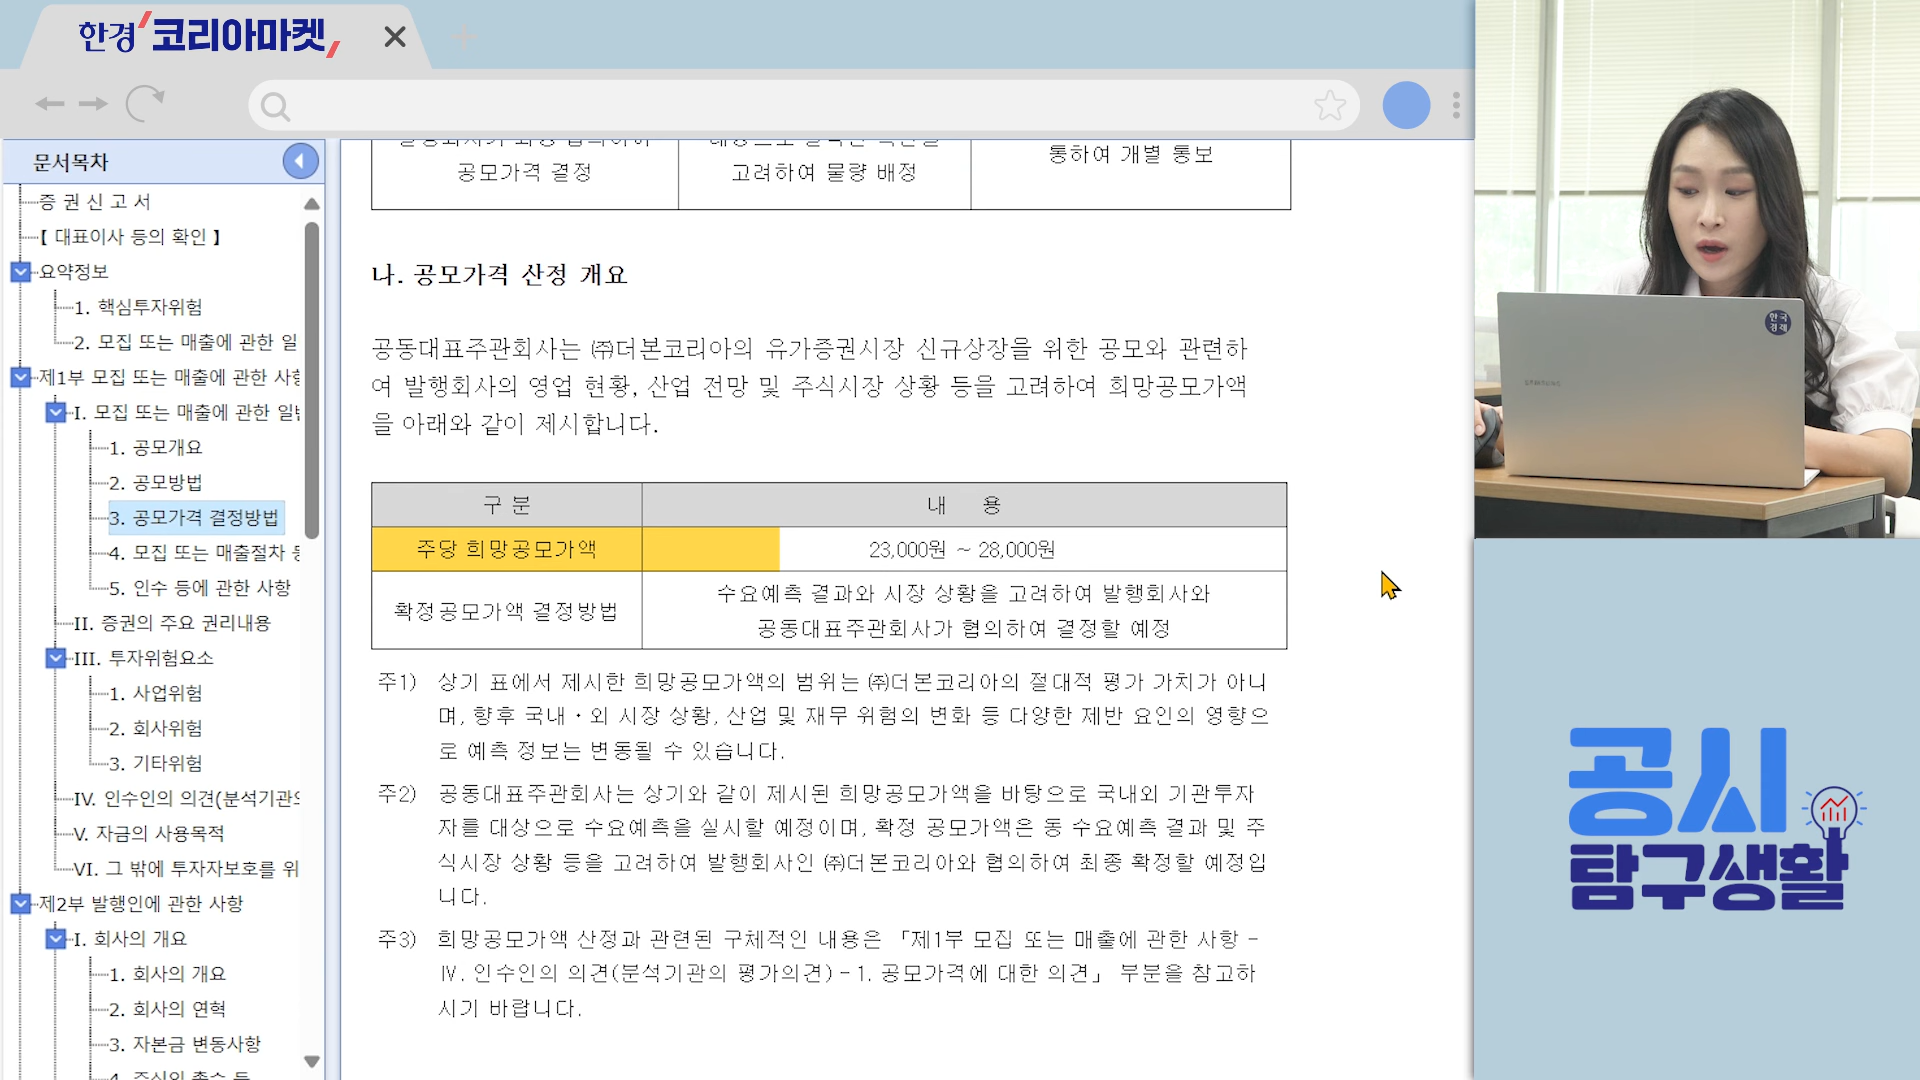 한경 코리아마켓
문서목차
증 권 신 고 서
【 대표이사 등의 확인 】
요약정보
1. 핵심투자위험
2. 모집 또는 매출에 관한 일
제1부 모집 또는 매출에 관한 사항
I. 모집 또는 매출에 관한 일반
1. 공모개요
2. 공모방법
3. 공모가격 결정방법
4. 모집 또는 매출절차 등
5. 인수 등에 관한 사항
II. 증권의 주요 권리내용
III. 투자위험요소
1. 사업위험
2. 회사위험
3. 기타위험
IV. 인수인의 의견(분석기관의
V. 자금의 사용목적
VI. 그 밖에 투자자보호를 위
제2부 발행인에 관한 사항
I. 회사의 개요
1. 회사의 개요
2. 회사의 연혁
3. 자본금 변동사항
4. 주식의 총수 등
공모가격 결정
고려하여 물량 배정
통하여 개별 통보
나. 공모가격 산정 개요
공동대표주관회사는 ㈜더본코리아의 유가증권시장 신규상장을 위한 공모와 관련하
여 발행회사의 영업 현황, 산업 전망 및 주식시장 상황 등을 고려하여 희망공모가액
을 아래와 같이 제시합니다.
구 분 내 용
주당 희망공모가액 23,000원 ~ 28,000원
확정공모가액 결정방법
수요예측 결과와 시장 상황을 고려하여 발행회사와
공동대표주관회사가 협의하여 결정할 예정
주1) 상기 표에서 제시한 희망공모가액의 범위는 ㈜더본코리아의 절대적 평가 가치가 아니
며, 향후 국내·외 시장 상황, 산업 및 재무 위험의 변화 등 다양한 제반 요인의 영향으
로 예측 정보는 변동될 수 있습니다.
주2) 공동대표주관회사는 상기와 같이 제시된 희망공모가액을 바탕으로 국내외 기관투자
자를 대상으로 수요예측을 실시할 예정이며, 확정 공모가액은 동 수요예측 결과 및 주
식시장 상황 등을 고려하여 발행회사인 ㈜더본코리아와 협의하여 최종 확정할 예정입
니다.
주3) 희망공모가액 산정과 관련된 구체적인 내용은 「제1부 모집 또는 매출에 관한 사항 -
Ⅳ. 인수인의 의견(분석기관의 평가의견) - 1. 공모가격에 대한 의견」 부분을 참고하
시기 바랍니다.
한국
경제
SAMSUNG
공시
탐구생활